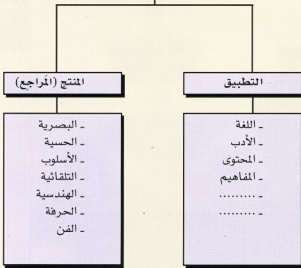 التطبيق
ـ اللغة
ـ الأدب
ـ المحتوى
ـ المفاهيم
ـ .........
ـ .........
المنتج (المراجع)
ـ البصرية
ـ الحسية
ـ الأسلوب
ـ التلقائية
ـ الهندسية
ـ الحرفة
ـ الفن